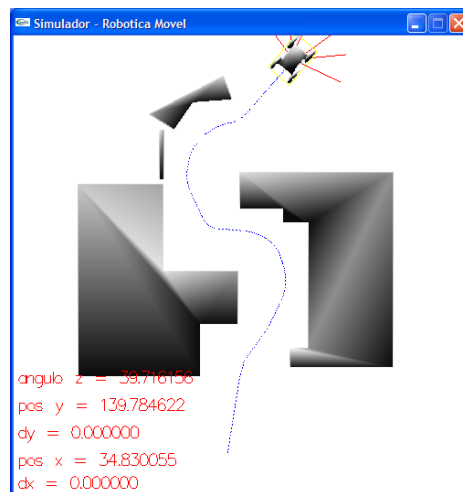 Simulador - Robotica Movel
angulo z = 39.716156
pos y = 139.784622
dy = 0.000000
pos x = 34.830055
dx = 0.000000